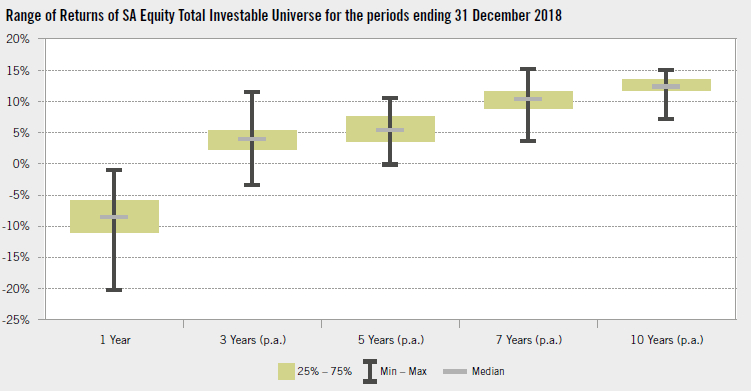 Range of Returns of SA Equity Total Investable Universe for the periods ending 31 December 2018
20%
15%
10%
5%
0%
-5%
-10%
-15%
-20%
-25%
1 Year
3 Years (p.a.)
5 Years (p.a.)
7 Years (p.a.)
10 Years (p.a.)
25% – 75%
Min – Max
Median